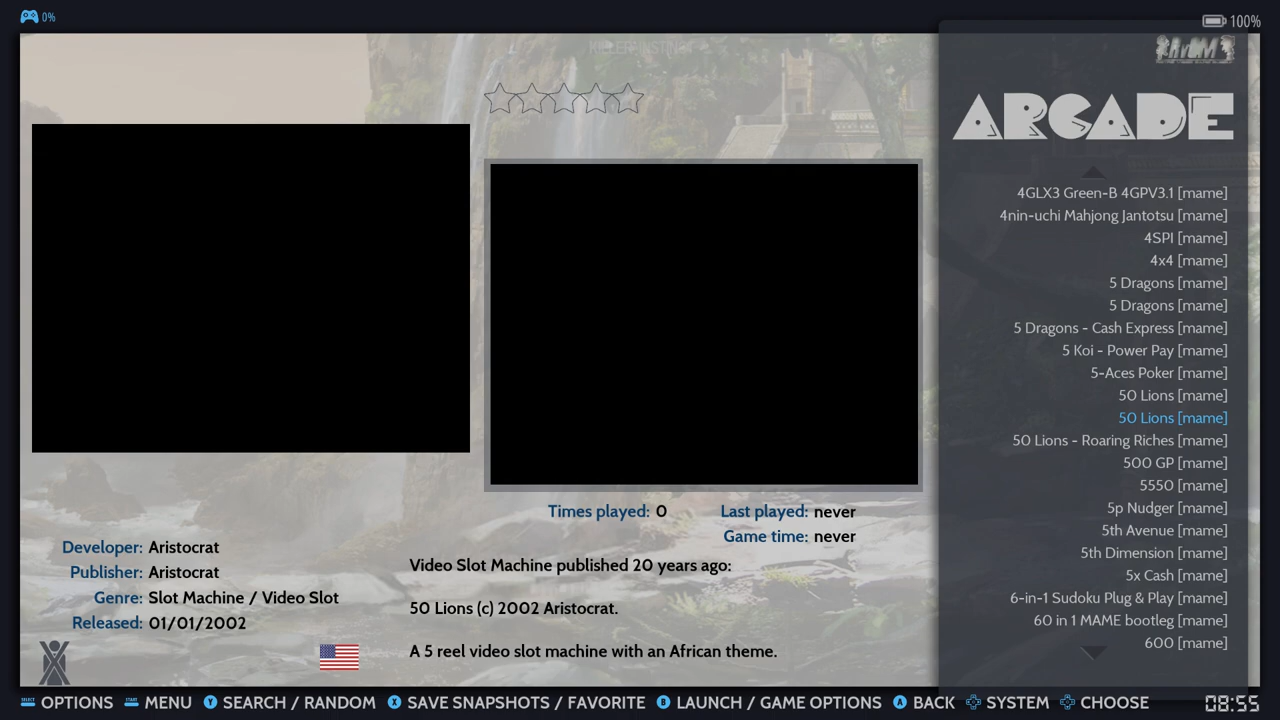 0%
100%
KILLER INSTINCT
ARCADE
4GLX3 Green-B 4GPV3.1 [mame]
4nin-uchi Mahjong Jantotsu [mame]
4SPI [mame]
4x4 [mame]
5 Dragons [mame]
5 Dragons [mame]
5 Dragons - Cash Express [mame]
5 Koi - Power Pay [mame]
5-Aces Poker [mame]
50 Lions [mame]
50 Lions [mame]
50 Lions - Roaring Riches [mame]
500 GP [mame]
5550 [mame]
5p Nudger [mame]
5th Avenue [mame]
5th Dimension [mame]
5x Cash [mame]
6-in-1 Sudoku Plug & Play [mame]
60 in 1 MAME bootleg [mame]
600 [mame]
Times played: 0
Last played: never
Game time: never
Developer: Aristocrat
Publisher: Aristocrat
Genre: Slot Machine / Video Slot
Released: 01/01/2002
Video Slot Machine published 20 years ago:
50 Lions (c) 2002 Aristocrat.
A 5 reel video slot machine with an African theme.
SELECT OPTIONS START MENU Y SEARCH / RANDOM X SAVE SNAPSHOTS / FAVORITE B LAUNCH / GAME OPTIONS A BACK SYSTEM CHOOSE 08:55